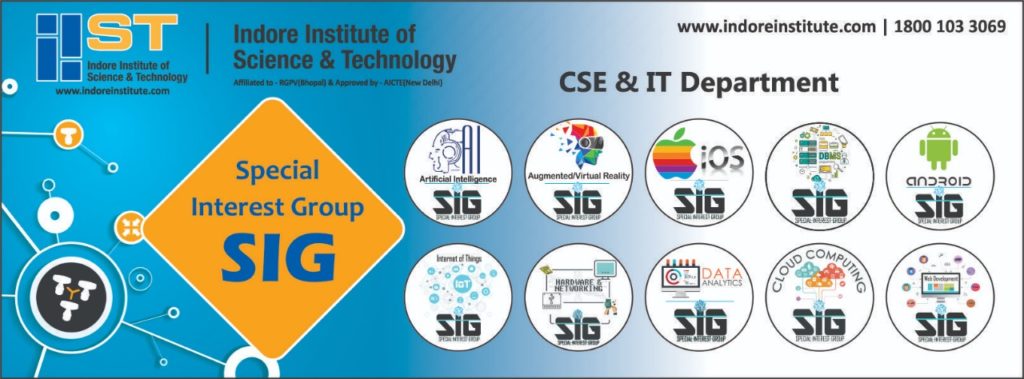 IIST
Indore Institute of
Science & Technology
www.indoreinstitute.com
Indore Institute of
Science & Technology
Affiliated to - RGPV(Bhopal) & Approved by - AICTE(New Delhi)
www.indoreinstitute.com | 1800 103 3069
Special
Interest Group
SIG
CSE & IT Department
AI
Artificial Intelligence
SIG
SPECIAL INTEREST GROUP
Augmented/Virtual Reality
SIG
SPECIAL INTEREST GROUP
iOS
SIG
SPECIAL INTEREST GROUP
DBMS
SIG
SPECIAL INTEREST GROUP
ANDROID
SIG
SPECIAL INTEREST GROUP
Internet of Things
IoT
SIG
SPECIAL INTEREST GROUP
HARDWARE &
NETWORKING
SIG
SPECIAL INTEREST GROUP
DATA
ANALYTICS
SIG
SPECIAL INTEREST GROUP
CLOUD COMPUTING
SIG
SPECIAL INTEREST GROUP
Web Development
SIG
SPECIAL INTEREST GROUP